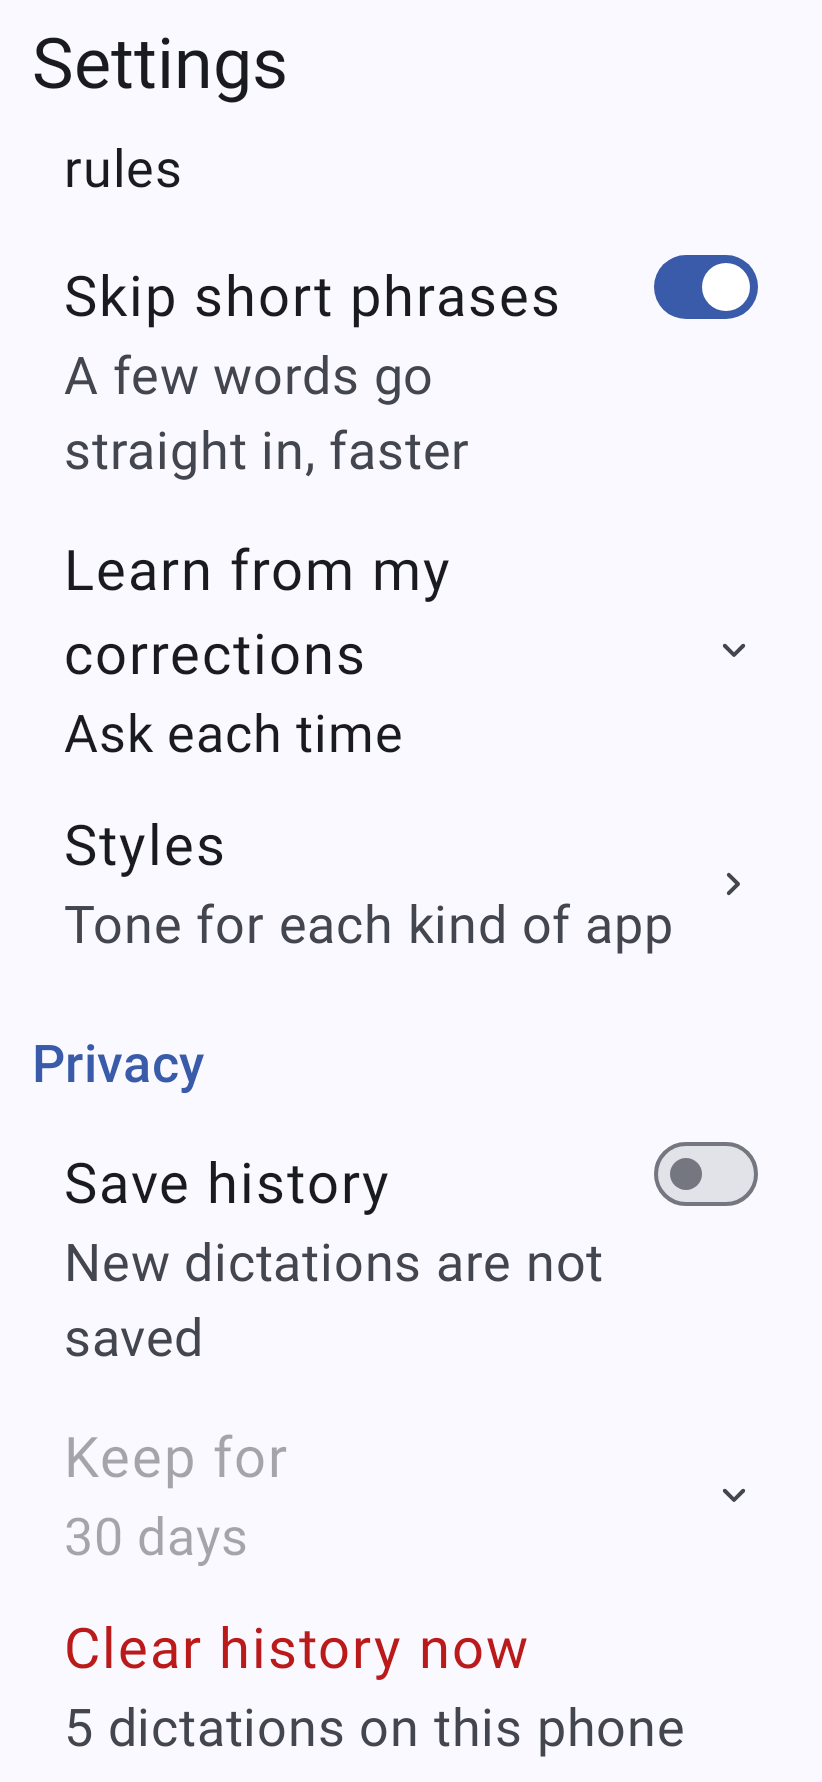 Settings
rules
Skip short phrases
A few words go
straight in, faster
Learn from my
corrections
Ask each time
Styles
Tone for each kind of app
Privacy
Save history
New dictations are not
saved
Keep for
30 days
Clear history now
5 dictations on this phone